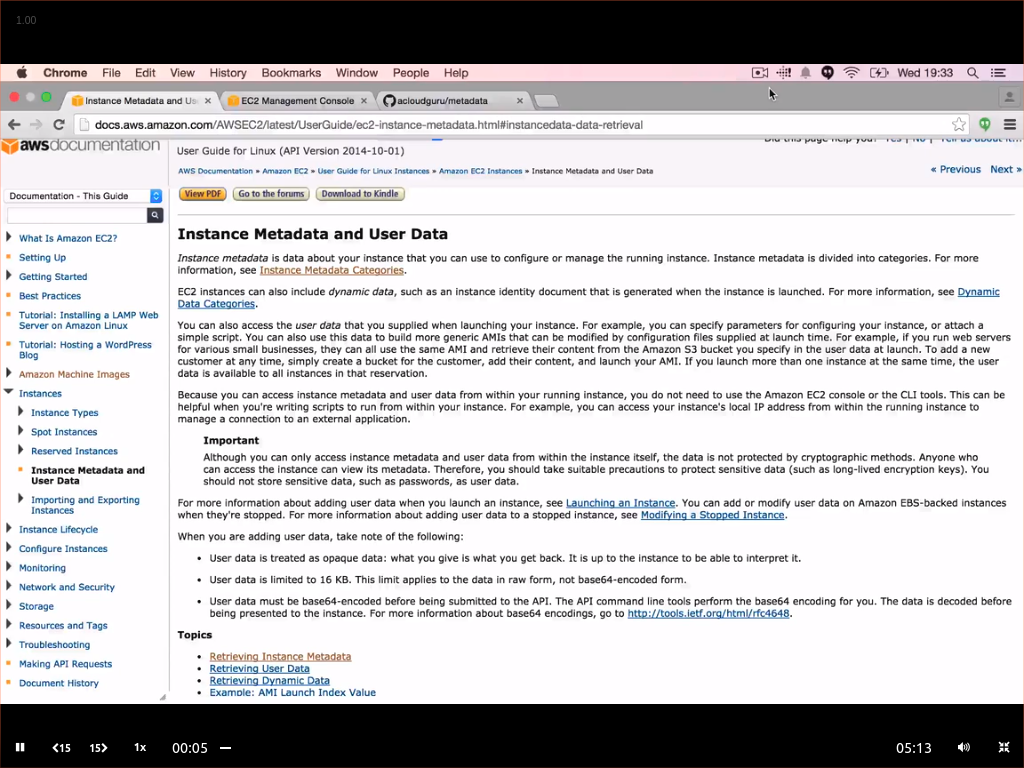 1.00
Chrome File Edit View History Bookmarks Window People Help Wed 19:33
Instance Metadata and Us × EC2 Management Console × acloudguru/metadata ×
docs.aws.amazon.com/AWSEC2/latest/UserGuide/ec2-instance-metadata.html#instancedata-data-retrieval
aws documentation
Did this page help you? Yes | No | Tell us about it...
User Guide for Linux (API Version 2014-10-01)
AWS Documentation » Amazon EC2 » User Guide for Linux Instances » Amazon EC2 Instances » Instance Metadata and User Data
« Previous Next »
Documentation - This Guide
View PDF Go to the forums Download to Kindle
What Is Amazon EC2?
Setting Up
Getting Started
Best Practices
Tutorial: Installing a LAMP Web
Server on Amazon Linux
Tutorial: Hosting a WordPress
Blog
Amazon Machine Images
Instances
Instance Types
Spot Instances
Reserved Instances
Instance Metadata and
User Data
Importing and Exporting
Instances
Instance Lifecycle
Configure Instances
Monitoring
Network and Security
Storage
Resources and Tags
Troubleshooting
Making API Requests
Document History
Instance Metadata and User Data
Instance metadata is data about your instance that you can use to configure or manage the running instance. Instance metadata is divided into categories. For more
information, see Instance Metadata Categories.
EC2 instances can also include dynamic data, such as an instance identity document that is generated when the instance is launched. For more information, see Dynamic
Data Categories.
You can also access the user data that you supplied when launching your instance. For example, you can specify parameters for configuring your instance, or attach a
simple script. You can also use this data to build more generic AMIs that can be modified by configuration files supplied at launch time. For example, if you run web servers
for various small businesses, they can all use the same AMI and retrieve their content from the Amazon S3 bucket you specify in the user data at launch. To add a new
customer at any time, simply create a bucket for the customer, add their content, and launch your AMI. If you launch more than one instance at the same time, the user
data is available to all instances in that reservation.
Because you can access instance metadata and user data from within your running instance, you do not need to use the Amazon EC2 console or the CLI tools. This can be
helpful when you're writing scripts to run from within your instance. For example, you can access your instance's local IP address from within the running instance to
manage a connection to an external application.
Important
Although you can only access instance metadata and user data from within the instance itself, the data is not protected by cryptographic methods. Anyone who
can access the instance can view its metadata. Therefore, you should take suitable precautions to protect sensitive data (such as long-lived encryption keys). You
should not store sensitive data, such as passwords, as user data.
For more information about adding user data when you launch an instance, see Launching an Instance. You can add or modify user data on Amazon EBS-backed instances
when they're stopped. For more information about adding user data to a stopped instance, see Modifying a Stopped Instance.
When you are adding user data, take note of the following:
• User data is treated as opaque data: what you give is what you get back. It is up to the instance to be able to interpret it.
• User data is limited to 16 KB. This limit applies to the data in raw form, not base64-encoded form.
• User data must be base64-encoded before being submitted to the API. The API command line tools perform the base64 encoding for you. The data is decoded before
being presented to the instance. For more information about base64 encodings, go to http://tools.ietf.org/html/rfc4648.
Topics
• Retrieving Instance Metadata
• Retrieving User Data
• Retrieving Dynamic Data
• Example: AMI Launch Index Value
15 15 1x 00:05 05:13